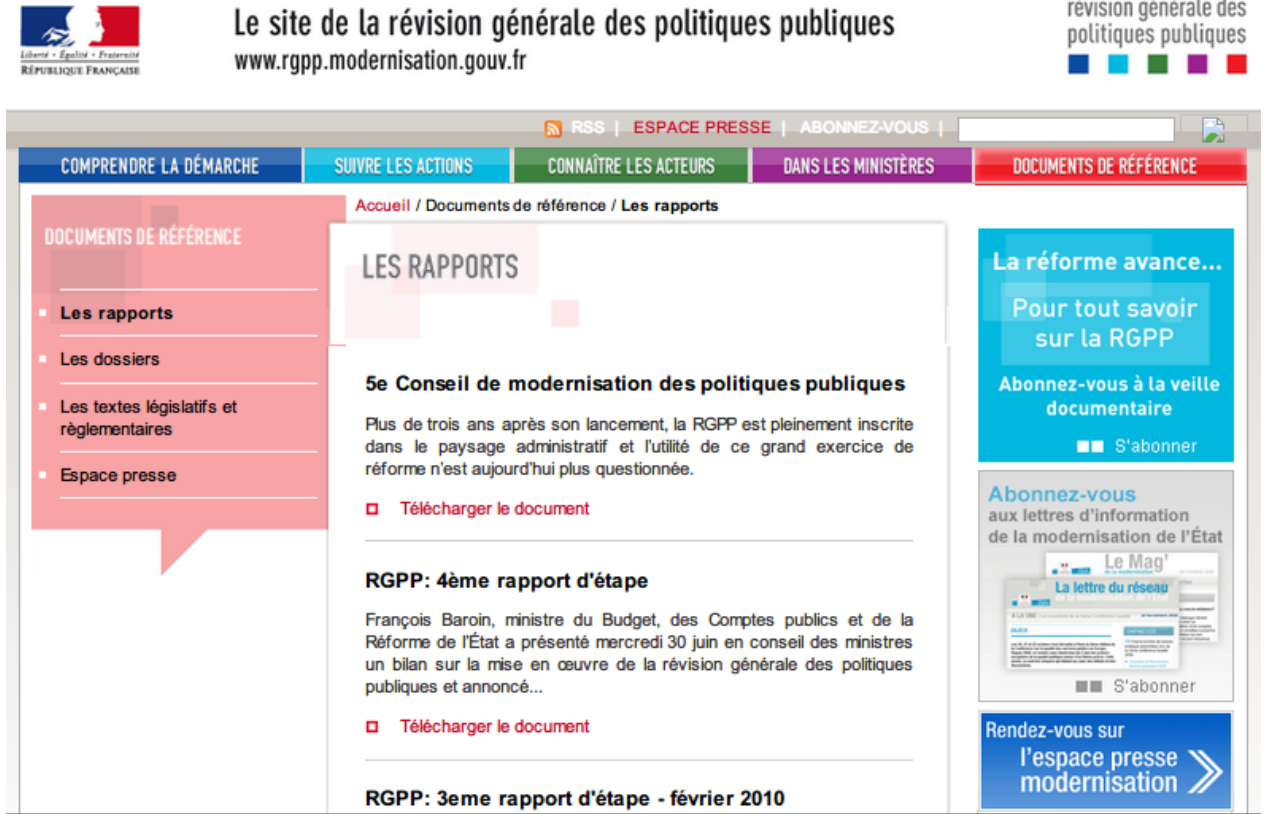 Liberté • Égalité • Fraternité
RÉPUBLIQUE FRANÇAISE
Le site de la révision générale des politiques publiques
www.rgpp.modernisation.gouv.fr
révision générale des
politiques publiques
RSS | ESPACE PRESSE | ABONNEZ-VOUS |
COMPRENDRE LA DÉMARCHE
SUIVRE LES ACTIONS
CONNAÎTRE LES ACTEURS
DANS LES MINISTÈRES
DOCUMENTS DE RÉFÉRENCE
DOCUMENTS DE RÉFÉRENCE
Les rapports
Les dossiers
Les textes législatifs et
règlementaires
Espace presse
Accueil / Documents de référence / Les rapports
LES RAPPORTS
5e Conseil de modernisation des politiques publiques
Plus de trois ans après son lancement, la RGPP est pleinement inscrite
dans le paysage administratif et l'utilité de ce grand exercice de
réforme n'est aujourd'hui plus questionnée.
Télécharger le document
RGPP: 4ème rapport d'étape
François Baroin, ministre du Budget, des Comptes publics et de la
Réforme de l'État a présenté mercredi 30 juin en conseil des ministres
un bilan sur la mise en œuvre de la révision générale des politiques
publiques et annoncé...
Télécharger le document
RGPP: 3eme rapport d'étape - février 2010
La réforme avance...
Pour tout savoir
sur la RGPP
Abonnez-vous à la veille
documentaire
S'abonner
Abonnez-vous
aux lettres d'information
de la modernisation de l'État
Le Mag'
La lettre du réseau
S'abonner
Rendez-vous sur
l'espace presse
modernisation